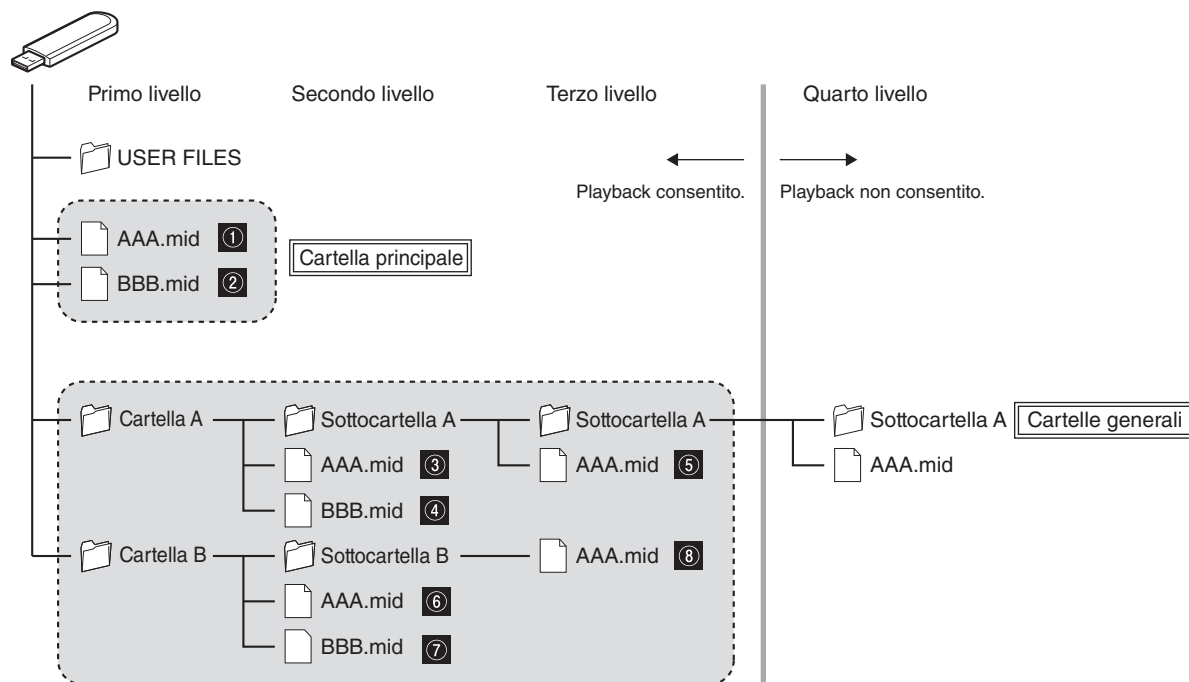 Primo livello Secondo livello Terzo livello Quarto livello
USER FILES
Playback consentito. Playback non consentito.
AAA.mid ①
Cartella principale
BBB.mid ②
Cartella A Sottocartella A Sottocartella A Sottocartella A Cartelle generali
AAA.mid ③ AAA.mid ⑤ AAA.mid
BBB.mid ④
Cartella B Sottocartella B AAA.mid ⑧
AAA.mid ⑥
BBB.mid ⑦